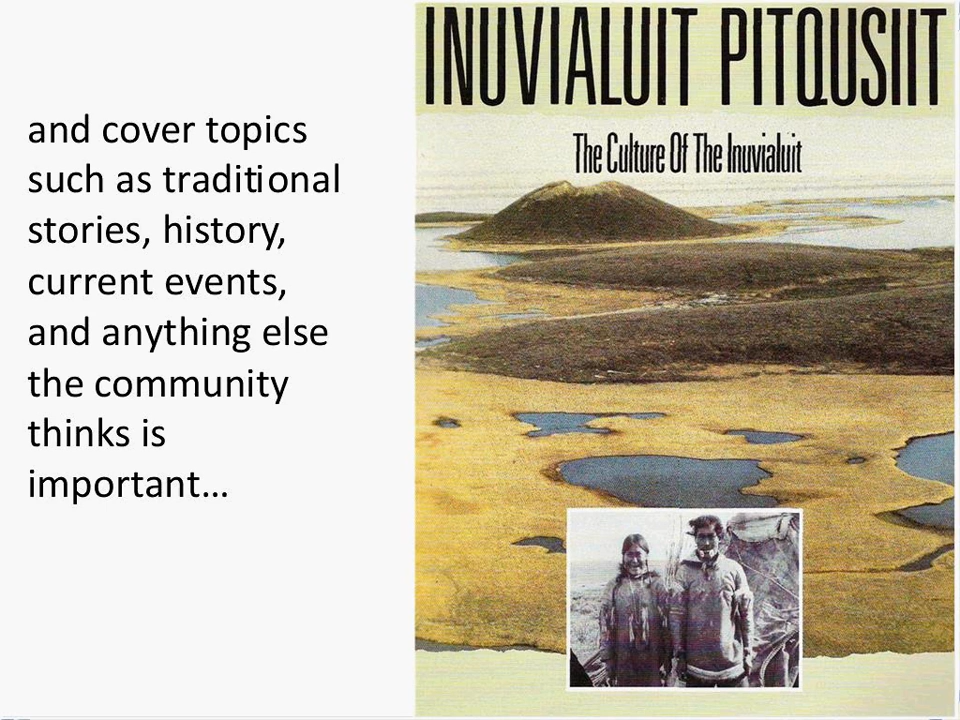 and cover topics
such as traditional
stories, history,
current events,
and anything else
the community
thinks is
important…
INUVIALUIT PITQUSIIT
The Culture Of The Inuvialuit